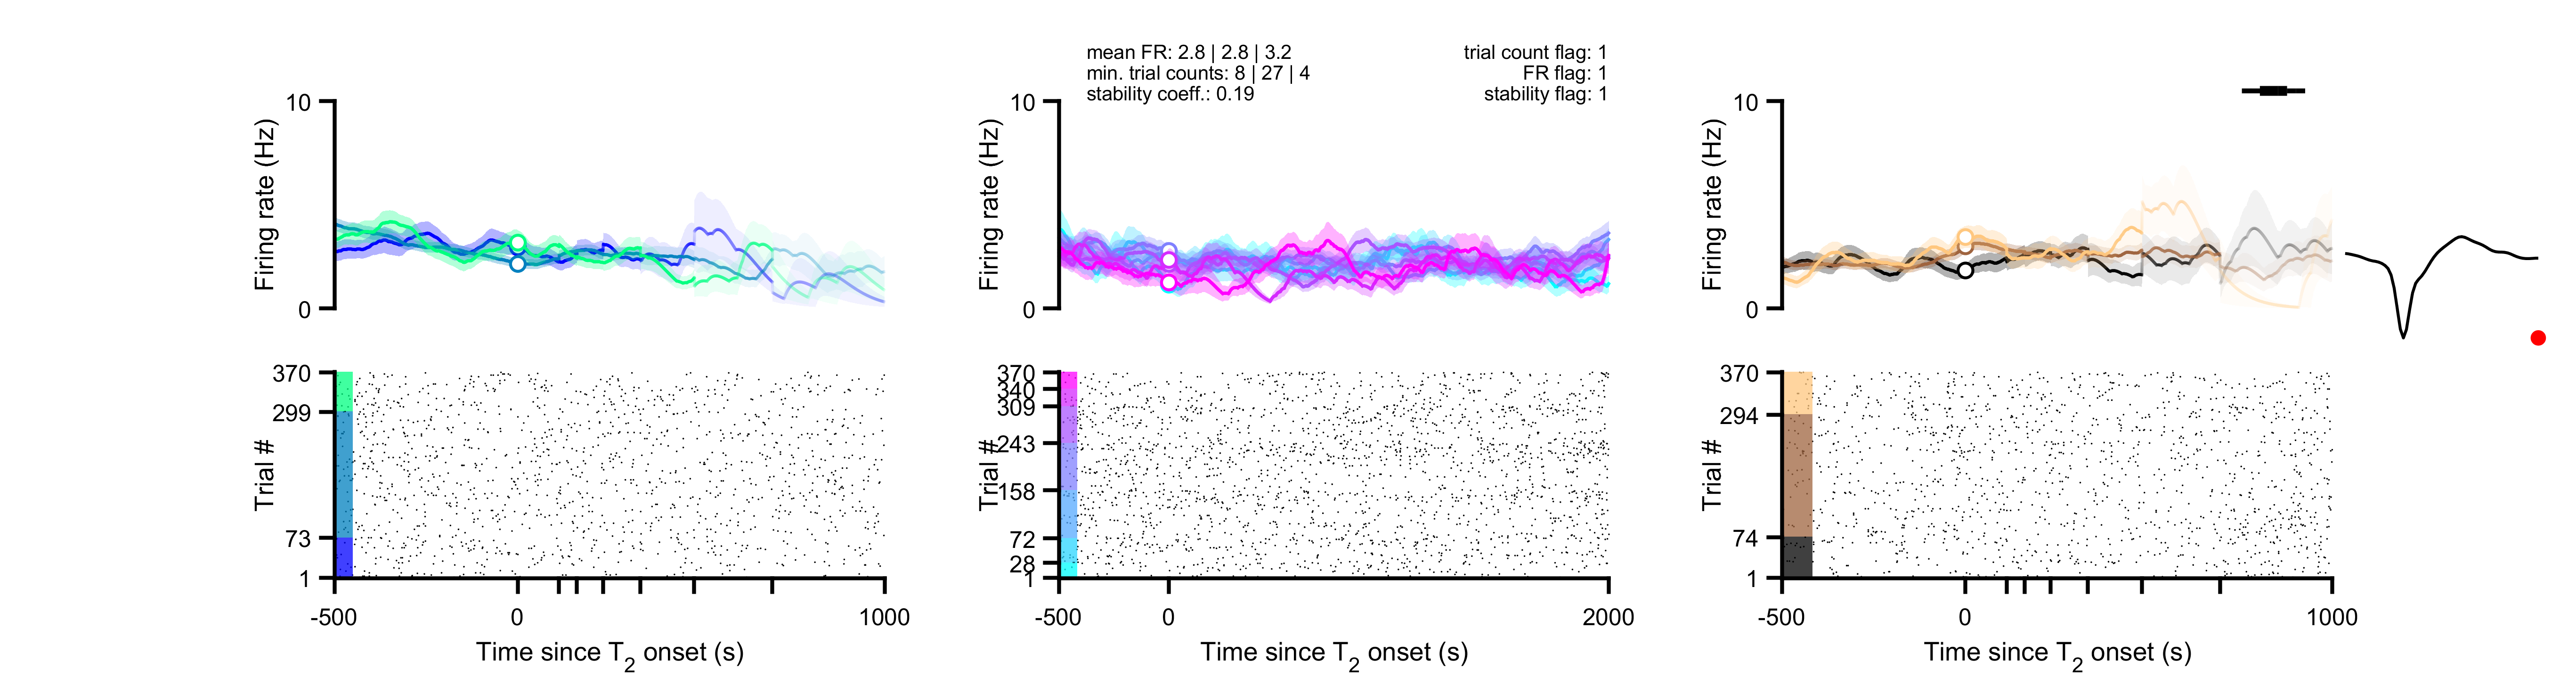 mean FR: 2.8 | 2.8 | 3.2
min. trial counts: 8 | 27 | 4
stability coeff.: 0.19
trial count flag: 1
FR flag: 1
stability flag: 1
10
0
Firing rate (Hz)
370
299
73
1
Trial #
-500
0
1000
Time since T2 onset (s)
10
0
Firing rate (Hz)
370
340
309
243
158
72
28
1
Trial #
-500
0
2000
Time since T2 onset (s)
10
0
Firing rate (Hz)
370
294
74
1
Trial #
-500
0
1000
Time since T2 onset (s)